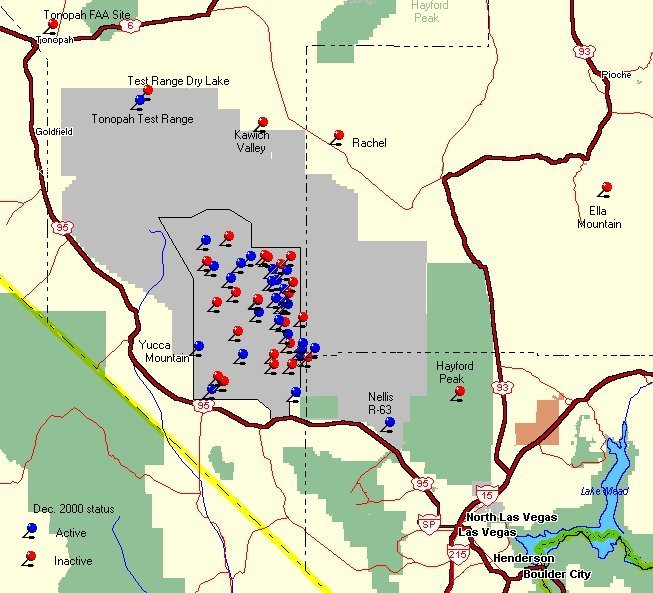 Tonopah FAA Site
Tonopah
6
Hayford
Peak
93
Pioche
Test Range Dry Lake
Tonopah Test Range
Goldfield
Kawich
Valley
Rachel
Ella
Mountain
95
Yucca
Mountain
Hayford
Peak
93
Nellis
R-63
95
95
15
Lake Mead
SP
North Las Vegas
Las Vegas
215
Henderson
Boulder City
Dec. 2000 status
Active
Inactive